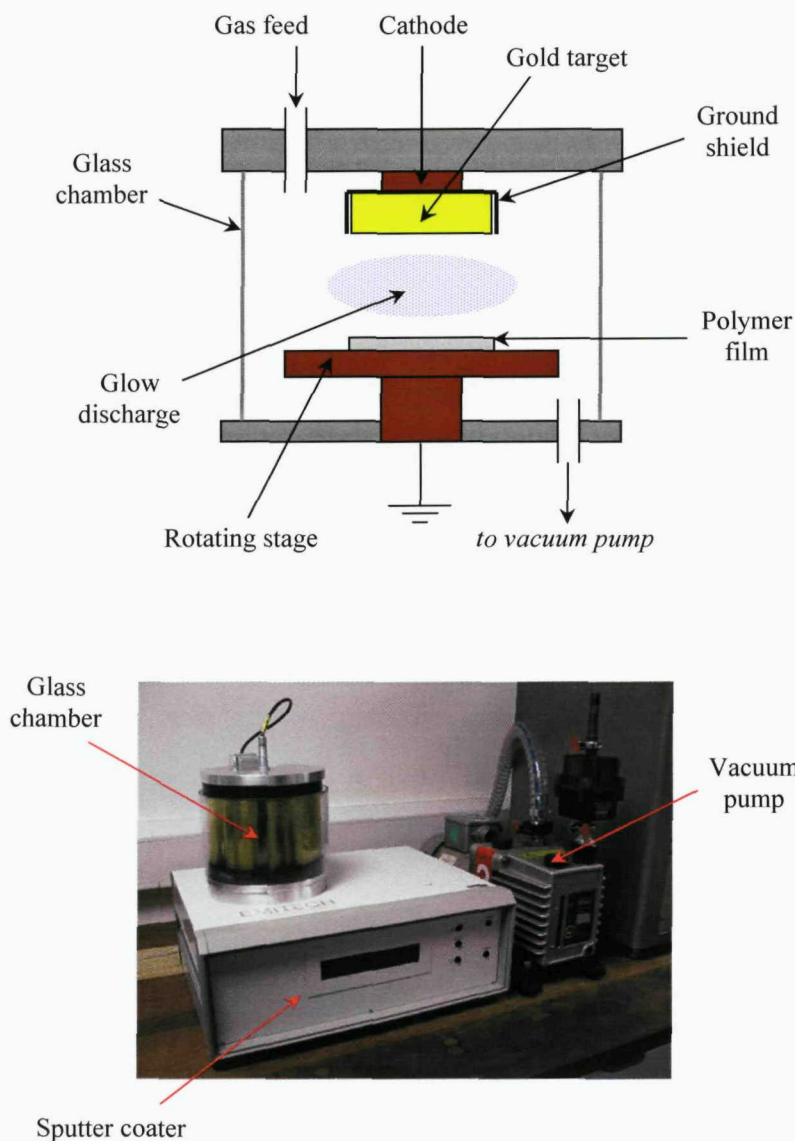 Gas feed
Cathode
Gold target
Ground
shield
Glass
chamber
Polymer
film
Glow
discharge
Rotating stage
to vacuum pump
Glass
chamber
Vacuum
pump
EMITECH
Sputter coater